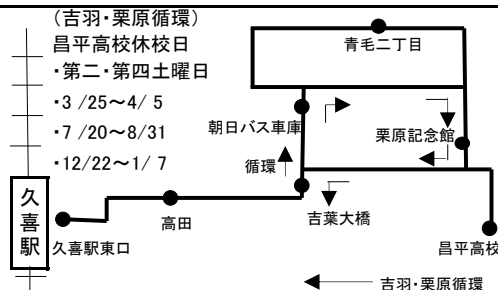 (吉羽・栗原循環)
昌平高校休校日
・第二・第四土曜日
・3 /25～4/ 5
・7 /20～8/31
・12/22～1/ 7
青毛二丁目
朝日バス車庫
栗原記念館
循環
久喜駅
久喜駅東口
高田
吉葉大橋
昌平高校
吉羽・栗原循環